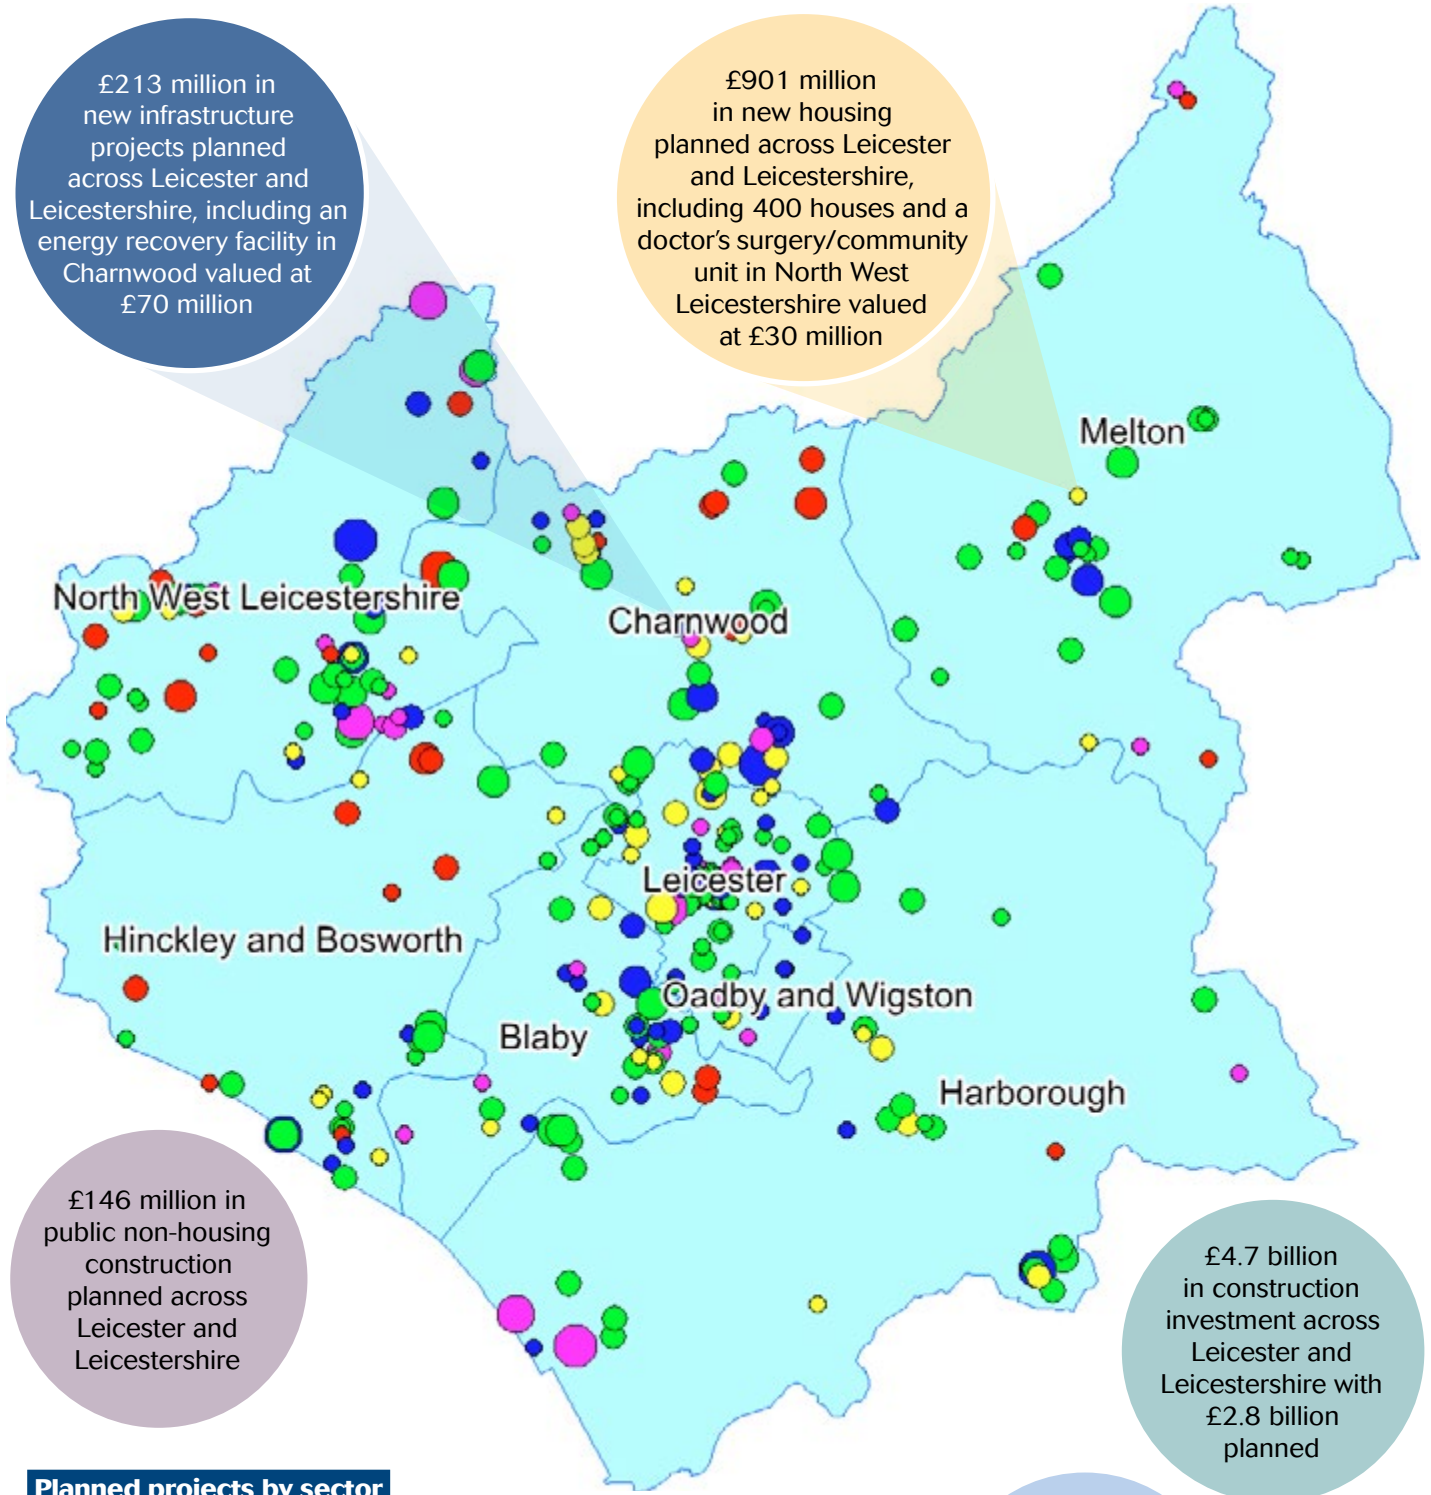 £213 million in
new infrastructure
projects planned
across Leicester and
Leicestershire, including an
energy recovery facility in
Charnwood valued at
£70 million
£901 million
in new housing
planned across Leicester
and Leicestershire,
including 400 houses and a
doctor's surgery/community
unit in North West
Leicestershire valued
at £30 million
Melton
North West Leicestershire
Charnwood
Leicester
Hinckley and Bosworth
Oadby and Wigston
Blaby
Harborough
£146 million in
public non-housing
construction
planned across
Leicester and
Leicestershire
£4.7 billion
in construction
investment across
Leicester and
Leicestershire with
£2.8 billion
planned
Planned projects by sector